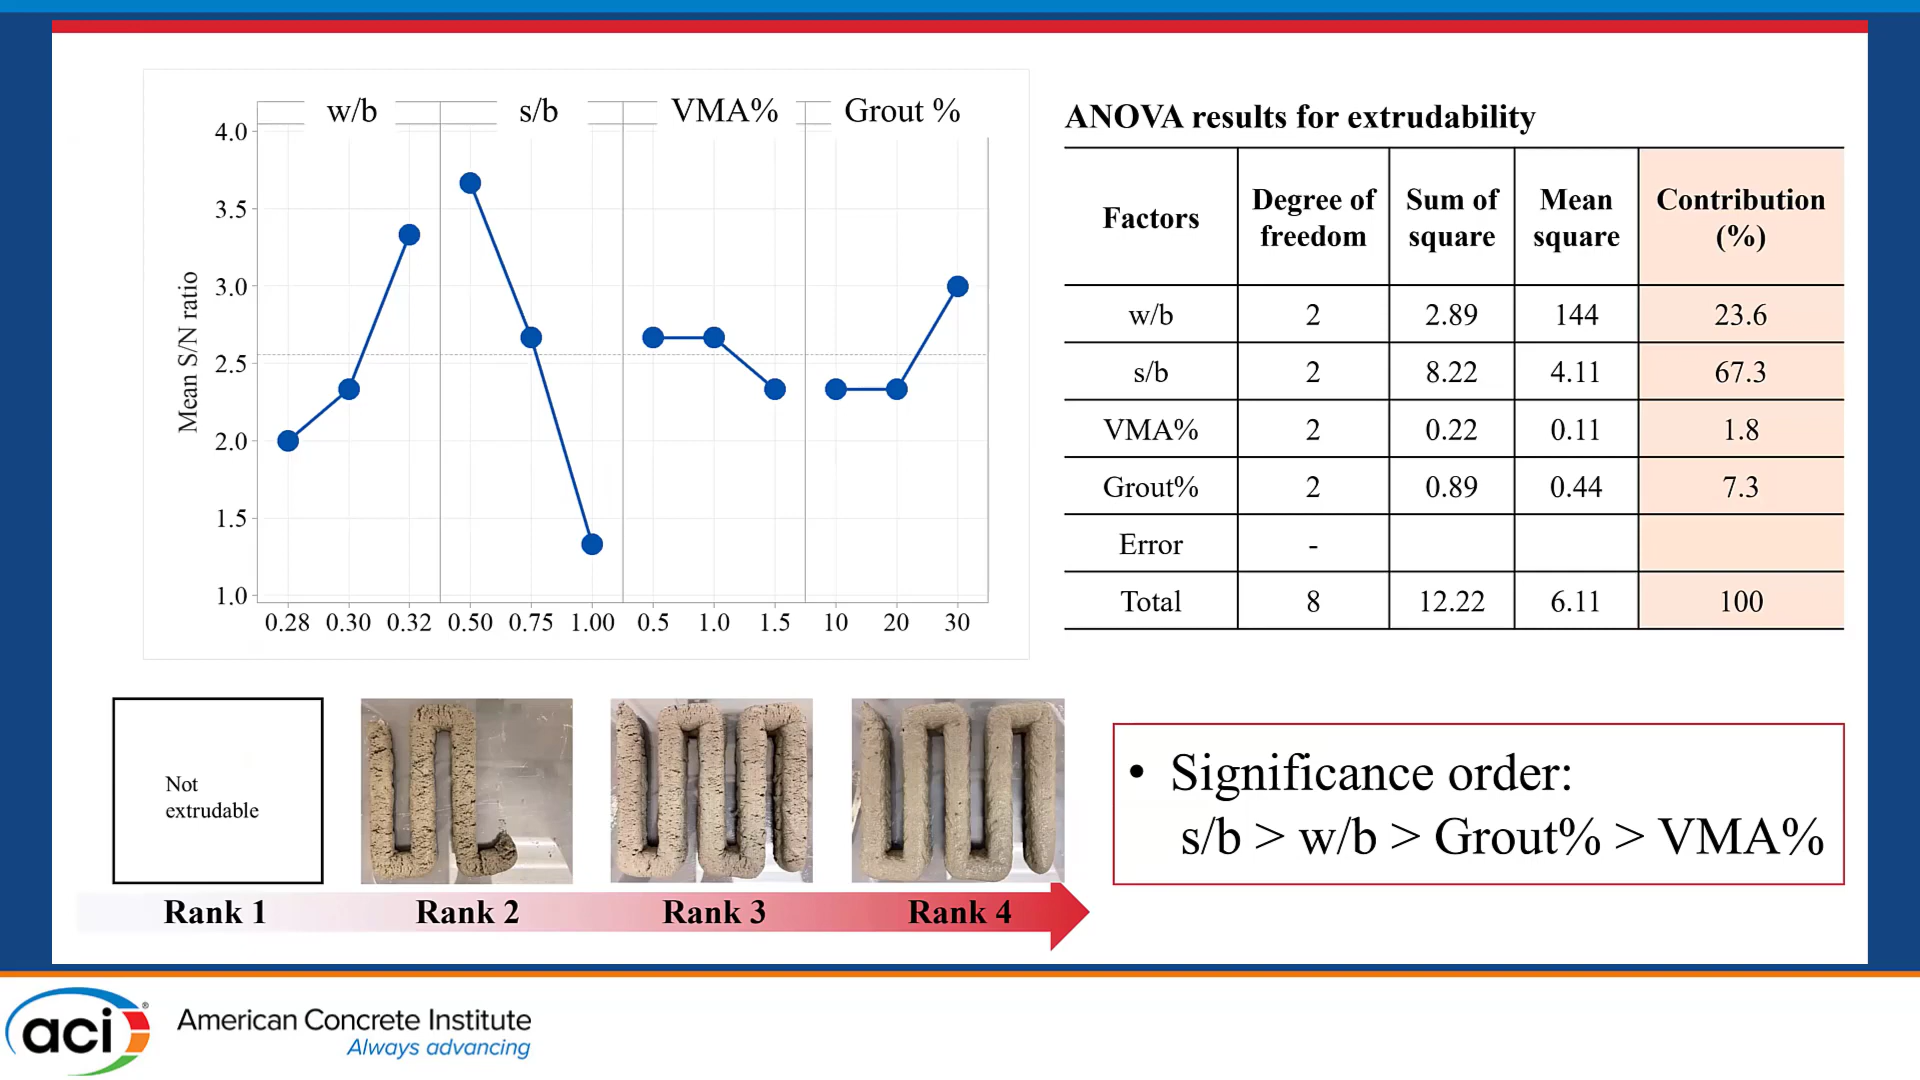 w/b s/b VMA% Grout %
Mean S/N ratio
4.0
3.5
3.0
2.5
2.0
1.5
1.0
0.28 0.30 0.32 0.50 0.75 1.00 0.5 1.0 1.5 10 20 30
ANOVA results for extrudability
Factors Degree of freedom Sum of square Mean square Contribution (%)
w/b 2 2.89 144 23.6
s/b 2 8.22 4.11 67.3
VMA% 2 0.22 0.11 1.8
Grout% 2 0.89 0.44 7.3
Error -
Total 8 12.22 6.11 100
Not
extrudable
Rank 1 Rank 2 Rank 3 Rank 4
• Significance order:
s/b > w/b > Grout% > VMA%
aci®
American Concrete Institute
Always advancing